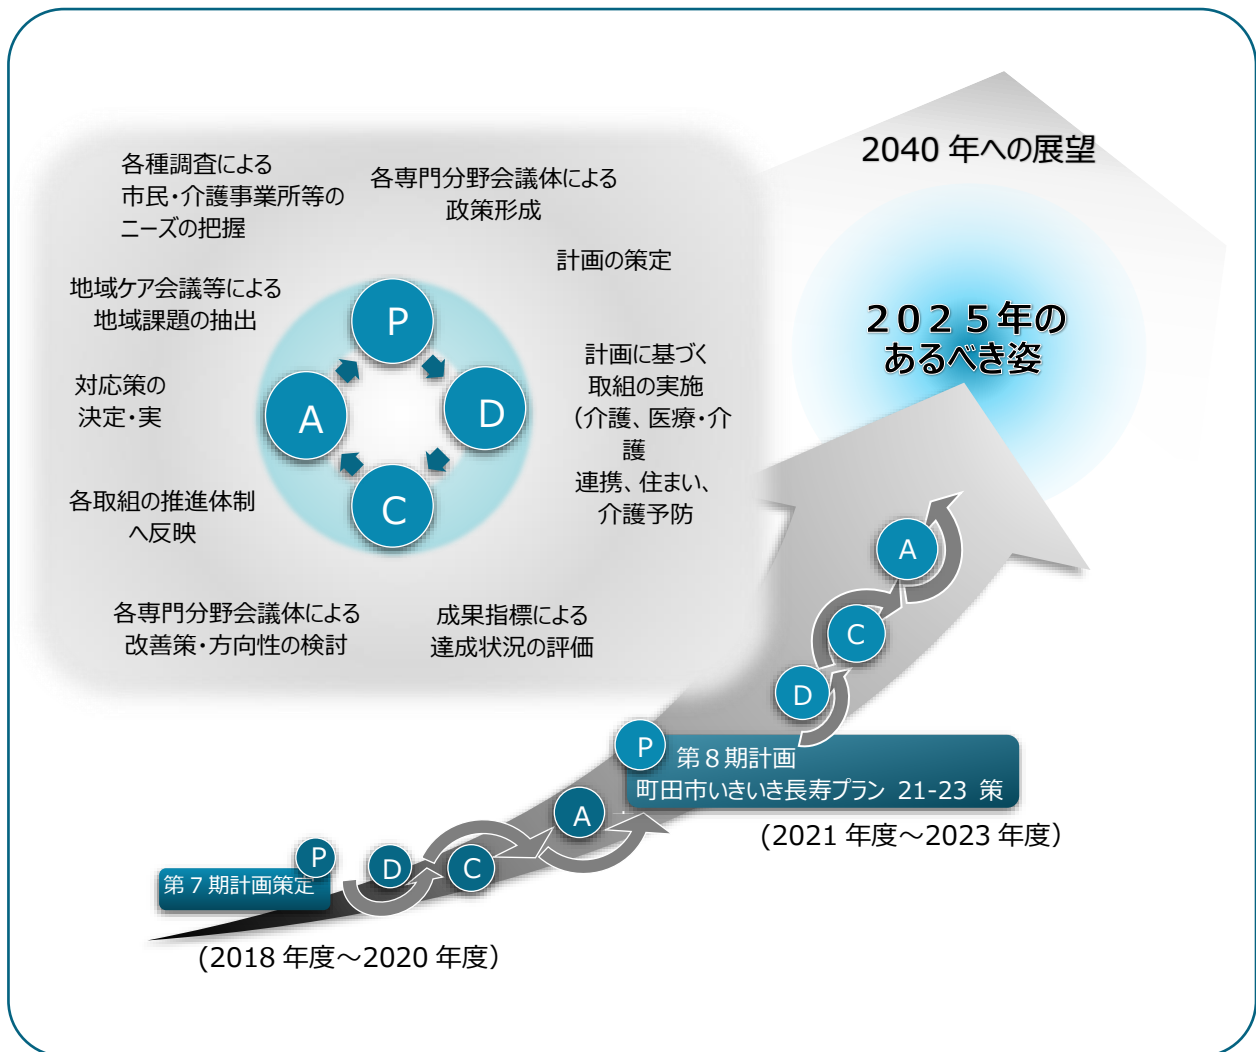 2040 年への展望
各種調査による
市民・介護事業所等の
ニーズの把握
各専門分野会議体による
政策形成
計画の策定
地域ケア会議等による
地域課題の抽出
P
2025年の
あるべき姿
計画に基づく
取組の実施
（介護、医療・介
護
連携、住まい、
介護予防
対応策の
決定・実
A
D
C
各取組の推進体制
へ反映
各専門分野会議体による
改善策・方向性の検討
成果指標による
達成状況の評価
A
C
D
P
第８期計画
町田市いきいき長寿プラン 21-23 策
(2021 年度～2023 年度）
A
P
D
C
第７期計画策定
(2018 年度～2020 年度）